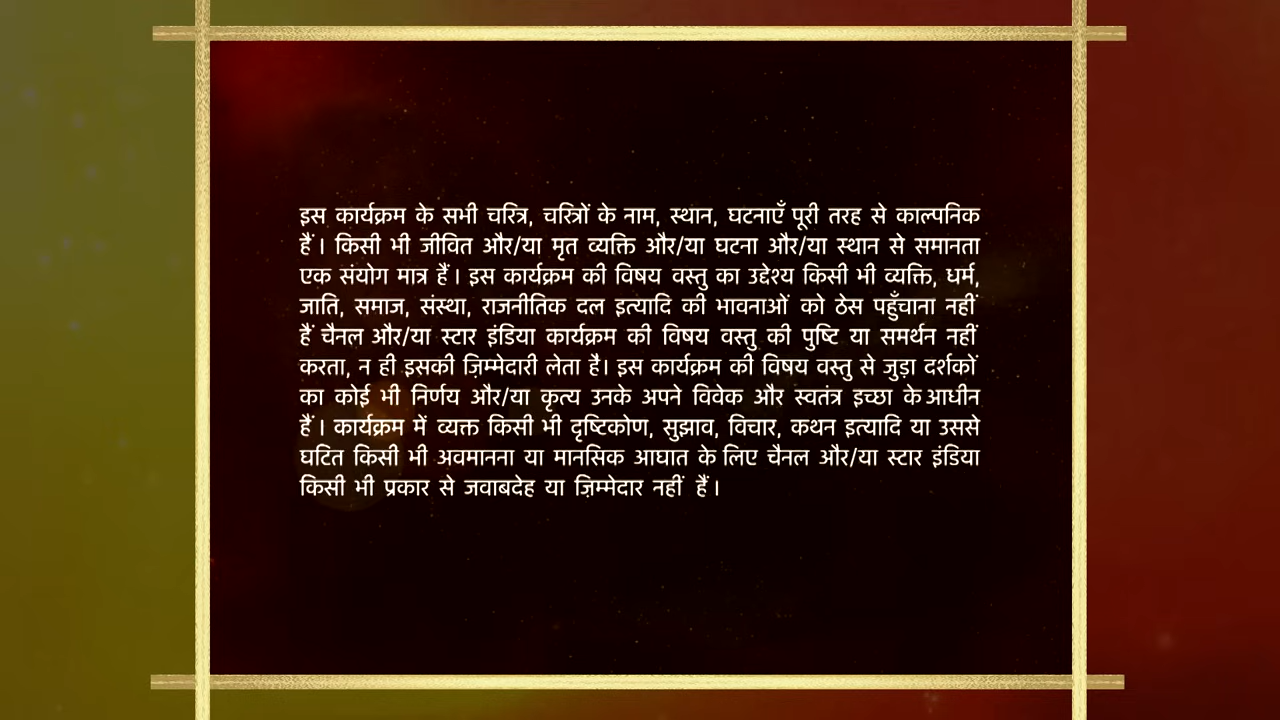 इस कार्यक्रम के सभी चरित्र, चरित्रों के नाम, स्थान, घटनाएँ पूरी तरह से काल्पनिक
हैं । किसी भी जीवित और/या मृत व्यक्ति और/या घटना और/या स्थान से समानता
एक संयोग मात्र हैं । इस कार्यक्रम की विषय वस्तु का उद्देश्य किसी भी व्यक्ति, धर्म,
जाति, समाज, संस्था, राजनीतिक दल इत्यादि की भावनाओं को ठेस पहुँचाना नहीं
हैं चैनल और/या स्टार इंडिया कार्यक्रम की विषय वस्तु की पुष्टि या समर्थन नहीं
करता, न ही इसकी ज़िम्मेदारी लेता है। इस कार्यक्रम की विषय वस्तु से जुड़ा दर्शकों
का कोई भी निर्णय और/या कृत्य उनके अपने विवेक और स्वतंत्र इच्छा के आधीन
हैं । कार्यक्रम में व्यक्त किसी भी दृष्टिकोण, सुझाव, विचार, कथन इत्यादि या उससे
घटित किसी भी अवमानना या मानसिक आघात के लिए चैनल और/या स्टार इंडिया
किसी भी प्रकार से जवाबदेह या ज़िम्मेदार नहीं हैं ।